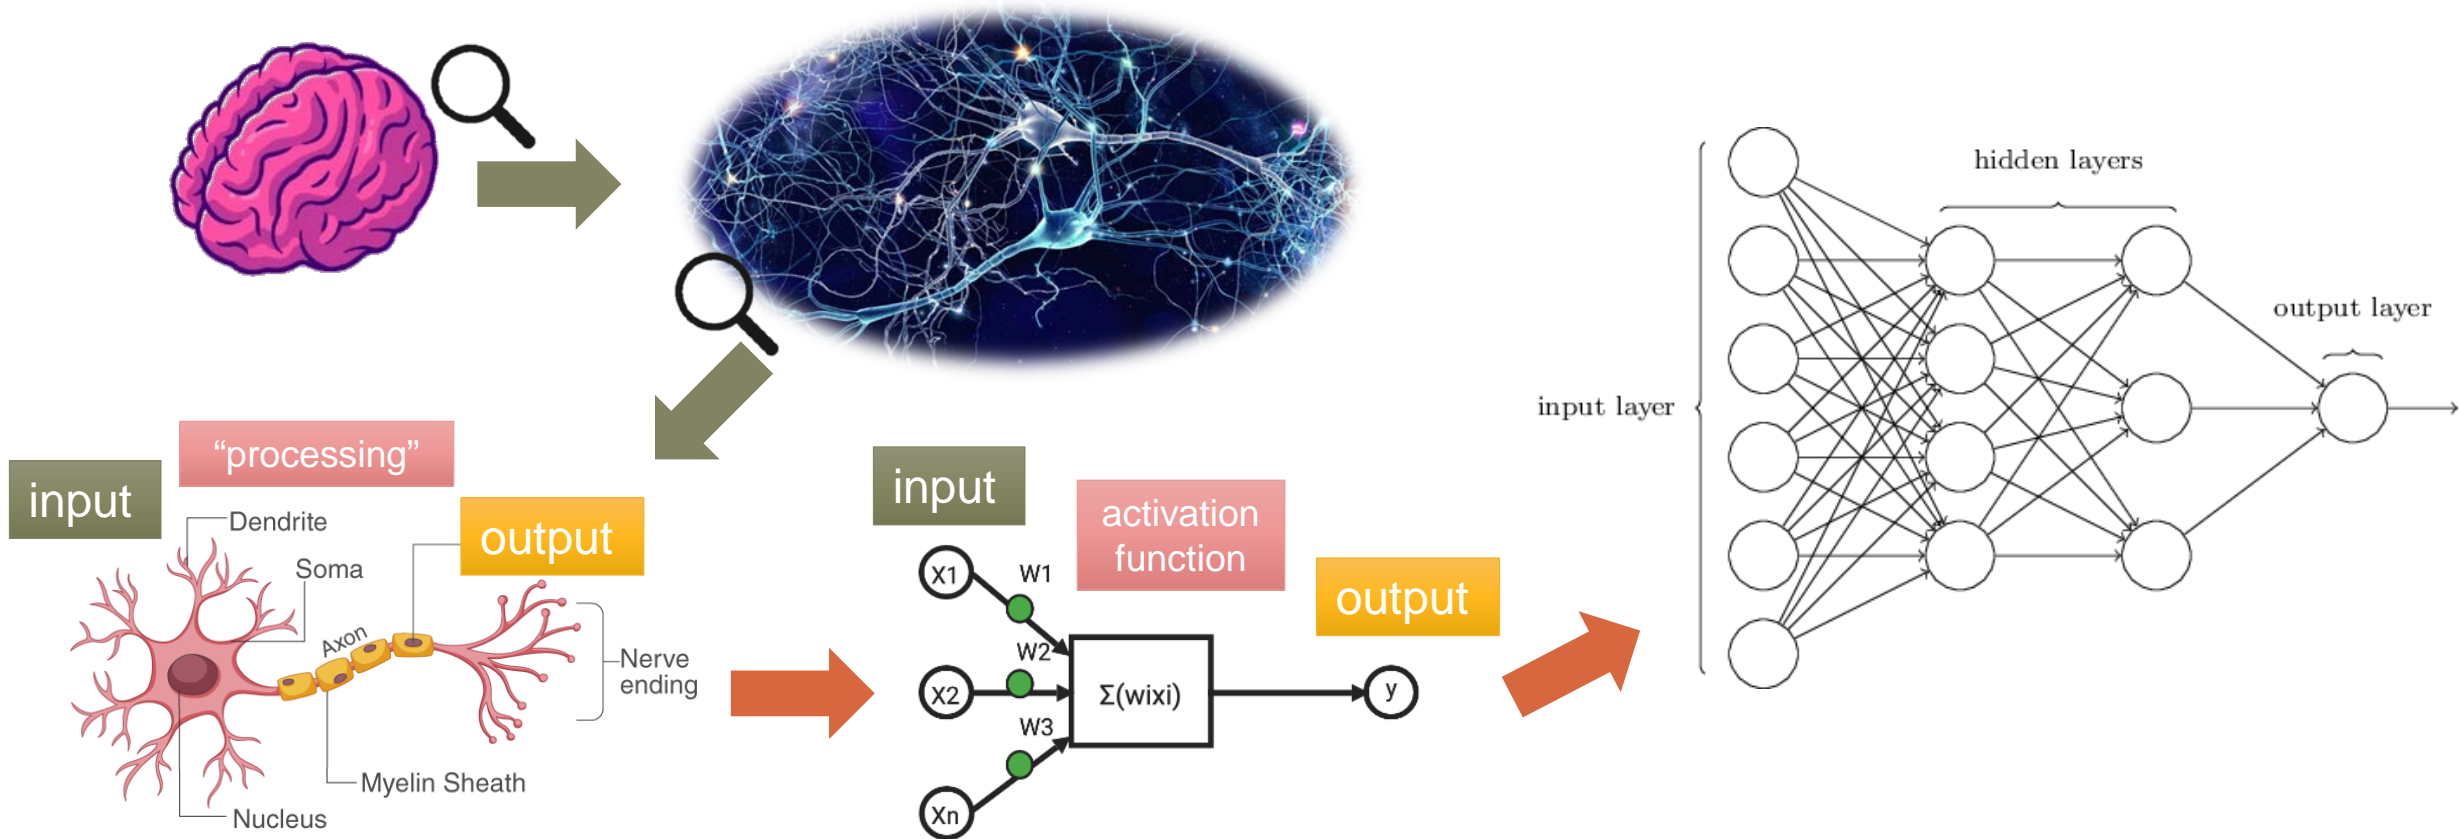 “processing”
input
Dendrite
output
Soma
Axon
Nerve
ending
Myelin Sheath
Nucleus
input
activation
function
output
X1
W1
X2
W2
W3
Xn
Σ(wixi)
y
hidden layers
output layer
input layer